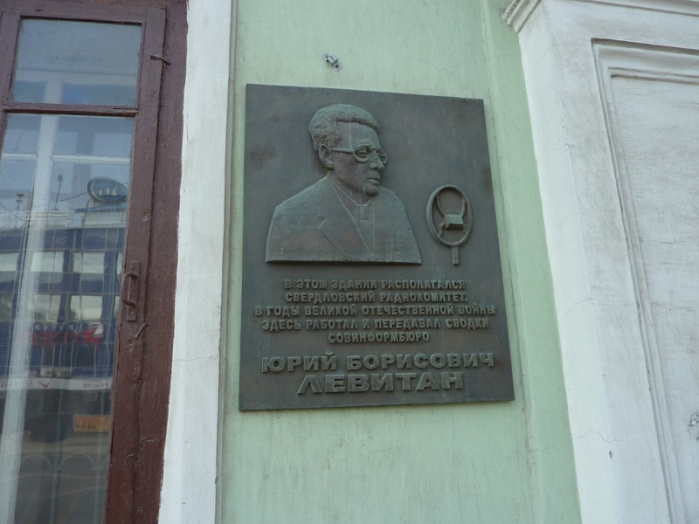 В ЭТОМ ЗДАНИИ РАСПОЛАГАЛСЯ
СВЕРДЛОВСКИЙ РАДИОКОМИТЕТ.
В ГОДЫ ВЕЛИКОЙ ОТЕЧЕСТВЕННОЙ ВОЙНЫ
ЗДЕСЬ РАБОТАЛ И ПЕРЕДАВАЛ СВОДКИ
СОВИНФОРМБЮРО
ЮРИЙ БОРИСОВИЧ
ЛЕВИТАН